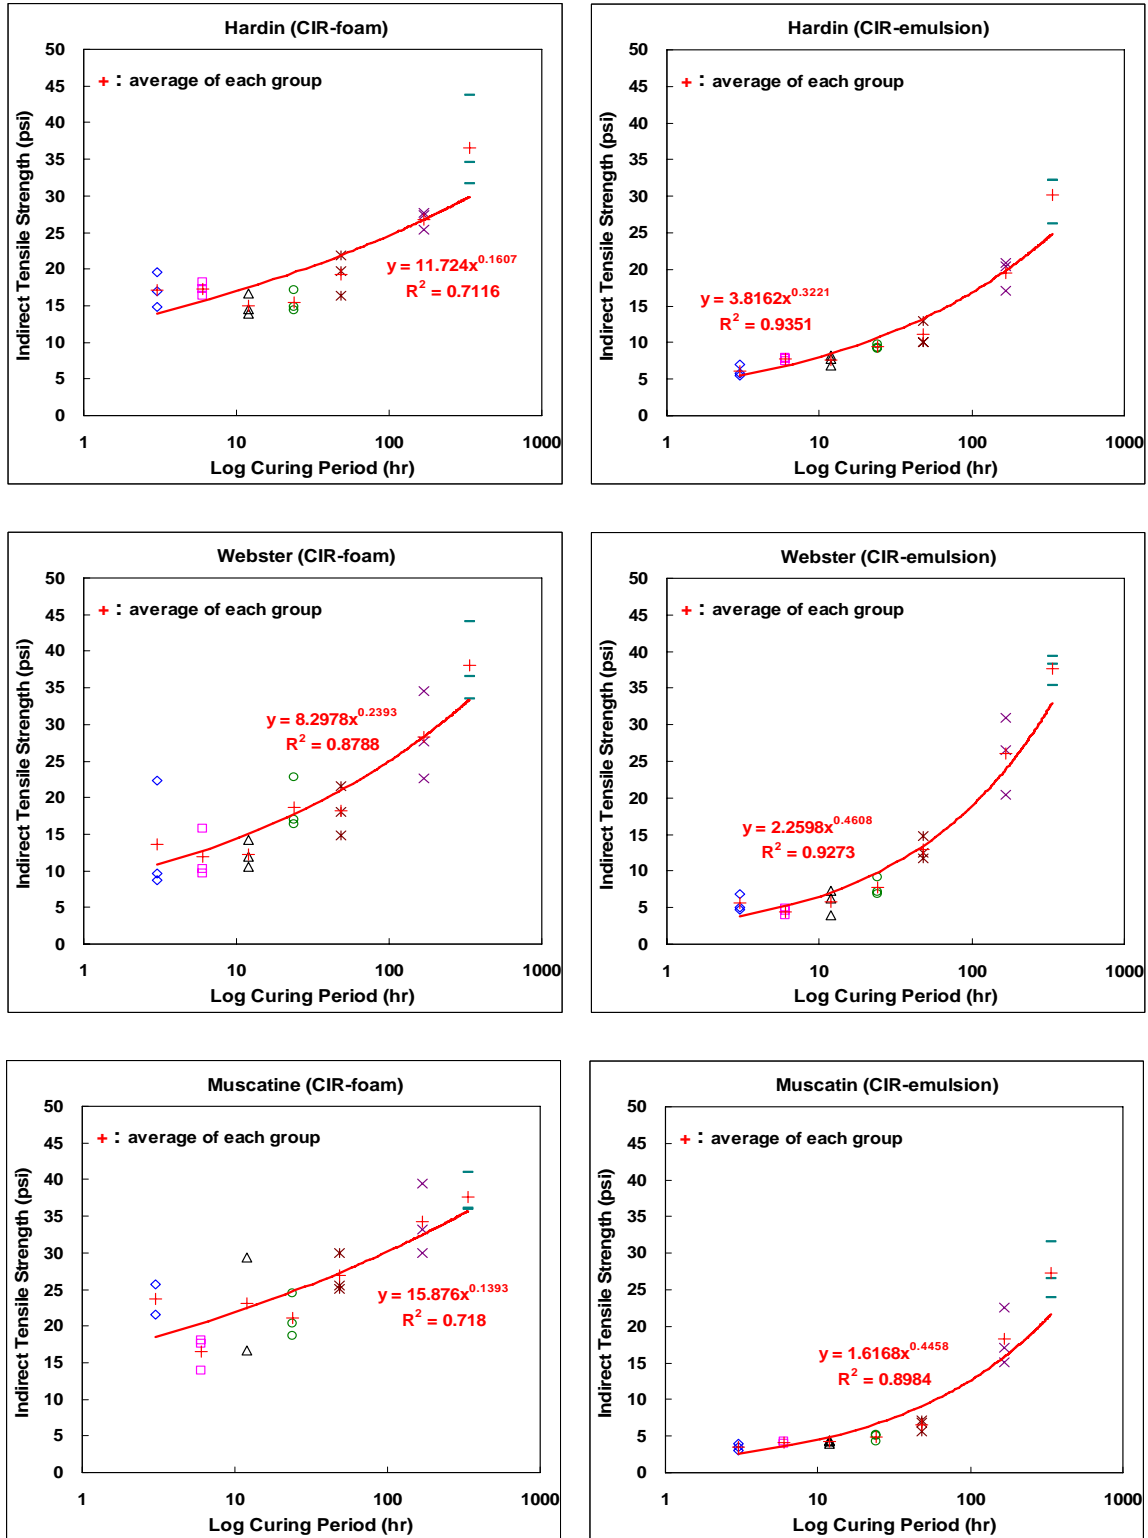 Hardin (CIR-foam)
50
45
40
35
30
25
20
15
10
5
0
+ : average of each group
y = 11.724x^0.1607
R² = 0.7116
Indirect Tensile Strength (psi)
1 10 100 1000
Log Curing Period (hr)
Hardin (CIR-emulsion)
50
45
40
35
30
25
20
15
10
5
0
+ : average of each group
y = 3.8162x^0.3221
R² = 0.9351
Indirect Tensile Strength (psi)
1 10 100 1000
Log Curing Period (hr)
Webster (CIR-foam)
50
45
40
35
30
25
20
15
10
5
0
+ : average of each group
y = 8.2978x^0.2393
R² = 0.8788
Indirect Tensile Strength (psi)
1 10 100 1000
Log Curing Period (hr)
Webster (CIR-emulsion)
50
45
40
35
30
25
20
15
10
5
0
+ : average of each group
y = 2.2598x^0.4608
R² = 0.9273
Indirect Tensile Strength (psi)
1 10 100 1000
Log Curing Period (hr)
Muscatine (CIR-foam)
50
45
40
35
30
25
20
15
10
5
0
+ : average of each group
y = 15.876x^0.1393
R² = 0.718
Indirect Tensile Strength (psi)
1 10 100 1000
Log Curing Period (hr)
Muscatin (CIR-emulsion)
50
45
40
35
30
25
20
15
10
5
0
+ : average of each group
y = 1.6168x^0.4458
R² = 0.8984
Indirect Tensile Strength (psi)
1 10 100 1000
Log Curing Period (hr)